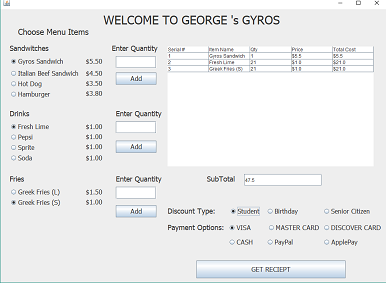 WELCOME TO GEORGE 's GYROS
Choose Menu Items
Sandwitches Enter Quantity
Gyros Sandwich $5.50
Italian Beef Sandwich $4.50
Add
Hot Dog $3.50
Hamburger $3.80
Serial # Item Name Qty Price Total Cost
1 Gyros Sandwich 1 $5.5 $5.5
2 Fresh Lime 21 $1.0 $21.0
3 Greek Fries (S) 21 $1.0 $21.0
Drinks Enter Quantity
Fresh Lime $1.00
Pepsi $1.00
Sprite $1.00
Add
Soda $1.00
Fries Enter Quantity
Greek Fries (L) $1.50
Greek Fries (S) $1.00
Add
SubTotal 47.5
Discount Type: Student Birthday Senior Citizen
Payment Options: VISA MASTER CARD DISCOVER CARD
CASH PayPal ApplePay
GET RECIEPT